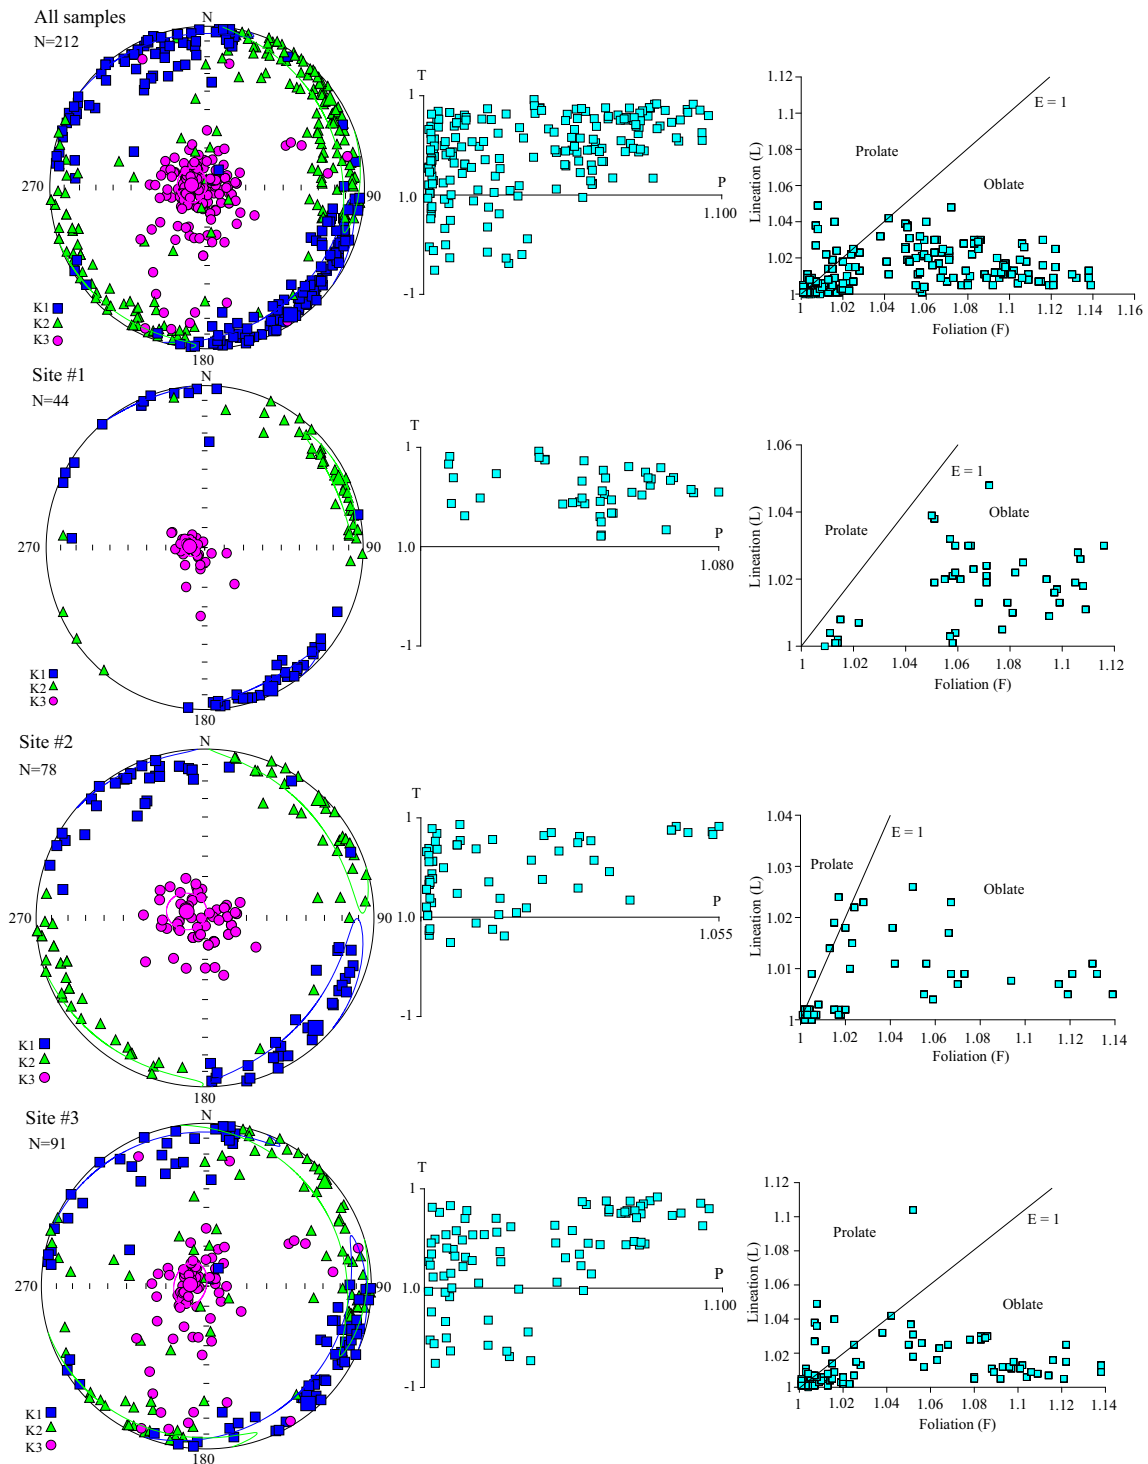 All samples
N=212
N
270
90
180
K1
K2
K3
T
1
1.0
P
1.100
-1
Lineation (L)
1.12
1.10
1.08
1.06
1.04
1.02
1
Prolate
E = 1
Oblate
1 1.02 1.04 1.06 1.08 1.10 1.12 1.14 1.16
Foliation (F)
Site #1
N=44
N
270
90
180
K1
K2
K3
T
1
1.0
P
1.080
-1
Lineation (L)
1.06
1.04
1.02
1
Prolate
E = 1
Oblate
1 1.02 1.04 1.06 1.08 1.1 1.12
Foliation (F)
Site #2
N=78
N
270
90
180
K1
K2
K3
T
1
1.0
P
1.055
-1
Lineation (L)
1.04
1.03
1.02
1.01
1
Prolate
E = 1
Oblate
1 1.02 1.04 1.06 1.08 1.1 1.12 1.14
Foliation (F)
Site #3
N=91
N
270
90
180
K1
K2
K3
T
1
1.0
P
1.100
-1
Lineation (L)
1.12
1.10
1.08
1.06
1.04
1.02
1
Prolate
E = 1
Oblate
1 1.02 1.04 1.06 1.08 1.1 1.12 1.14
Foliation (F)